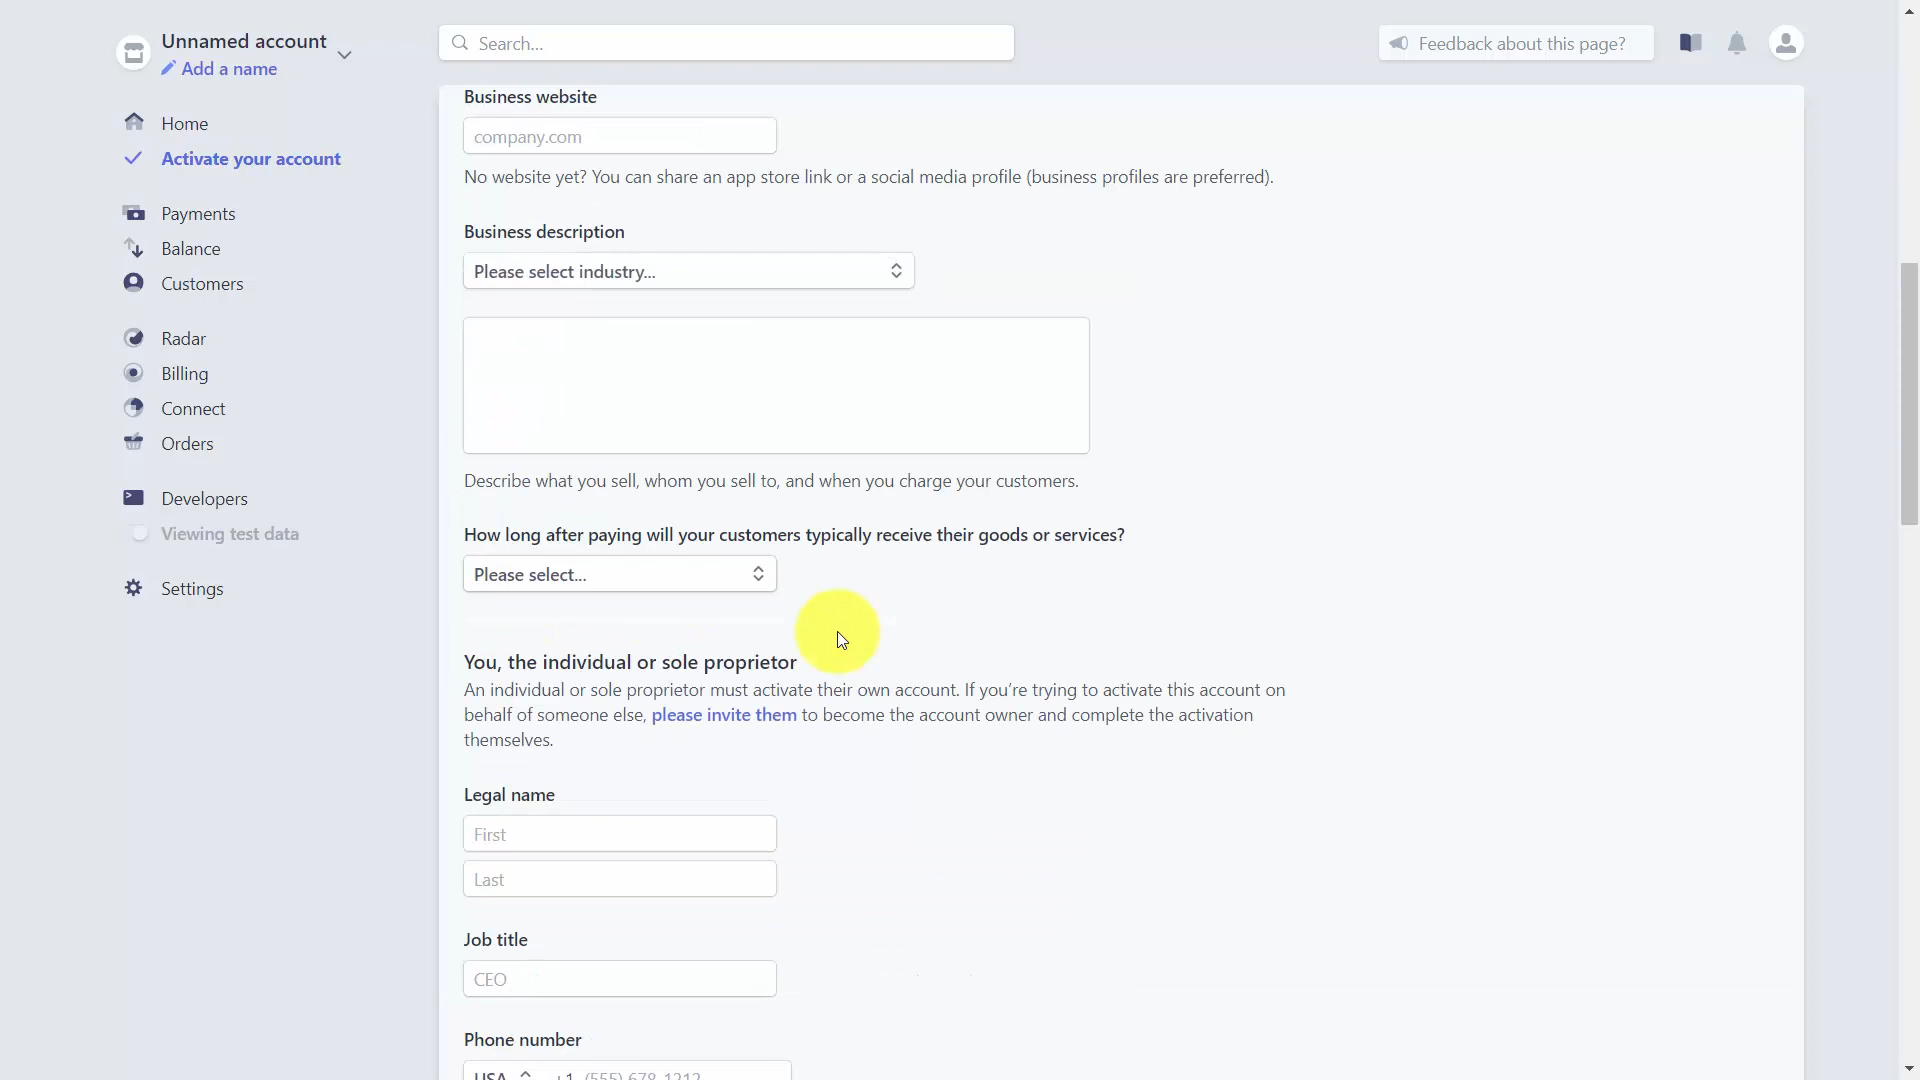 Unnamed account
Add a name
Search...
Feedback about this page?
Home
Activate your account
Payments
Balance
Customers
Radar
Billing
Connect
Orders
Developers
Viewing test data
Settings
Business website
company.com
No website yet? You can share an app store link or a social media profile (business profiles are preferred).
Business description
Please select industry...
Describe what you sell, whom you sell to, and when you charge your customers.
How long after paying will your customers typically receive their goods or services?
Please select...
You, the individual or sole proprietor
An individual or sole proprietor must activate their own account. If you're trying to activate this account on
behalf of someone else, please invite them to become the account owner and complete the activation
themselves.
Legal name
First
Last
Job title
CEO
Phone number
USA +1 (555) 678-1212